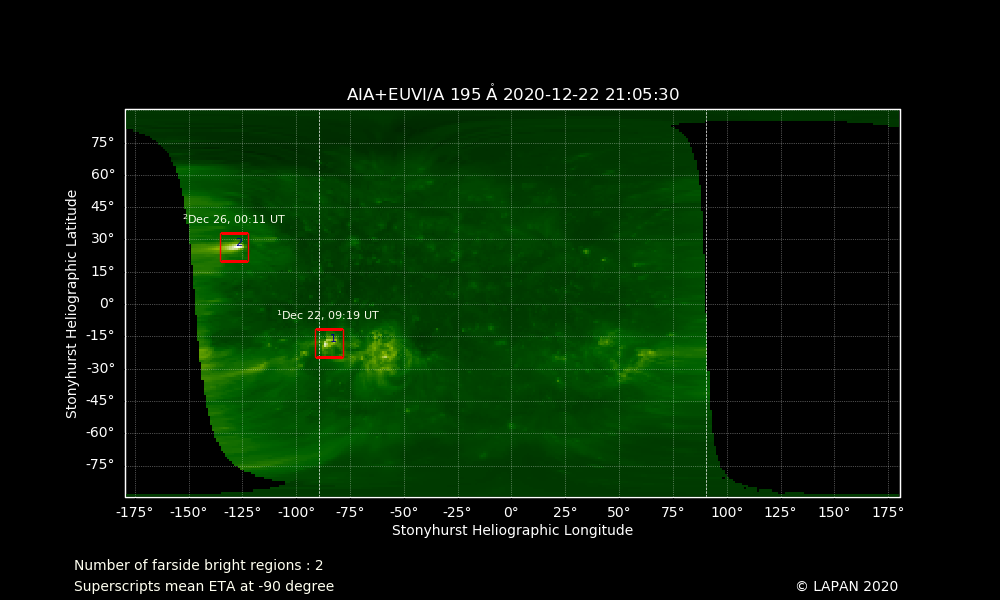 AIA+EUVI/A 195 Å 2020-12-22 21:05:30
Stonyhurst Heliographic Latitude
75°
60°
45°
30°
15°
0°
-15°
-30°
-45°
-60°
-75°
²Dec 26, 00:11 UT
2
¹Dec 22, 09:19 UT
1
-175° -150° -125° -100° -75° -50° -25° 0° 25° 50° 75° 100° 125° 150° 175°
Stonyhurst Heliographic Longitude
Number of farside bright regions : 2
Superscripts mean ETA at -90 degree
© LAPAN 2020